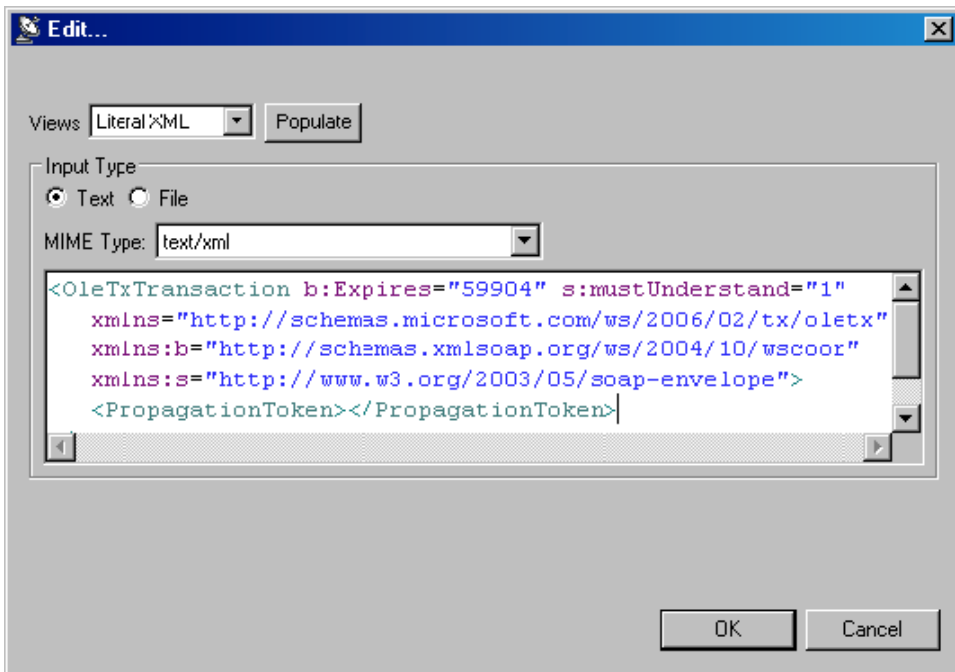 Edit...
Views Literal XML Populate
Input Type
Text File
MIME Type: text/xml
<OleTxTransaction b:Expires="59904" s:mustUnderstand="1"
xmlns="http://schemas.microsoft.com/ws/2006/02/tx/oletx"
xmlns:b="http://schemas.xmlsoap.org/ws/2004/10/wscoor"
xmlns:s="http://www.w3.org/2003/05/soap-envelope">
<PropagationToken></PropagationToken>
OK Cancel